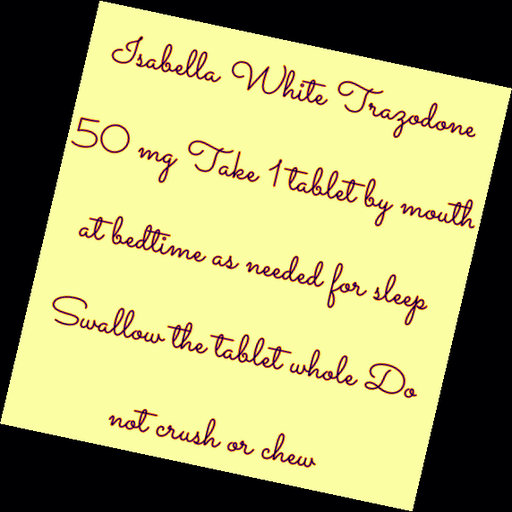 Isabella White Trazodone
50 mg Take 1 tablet by mouth
at bedtime as needed for sleep
Swallow the tablet whole Do
not crush or chew